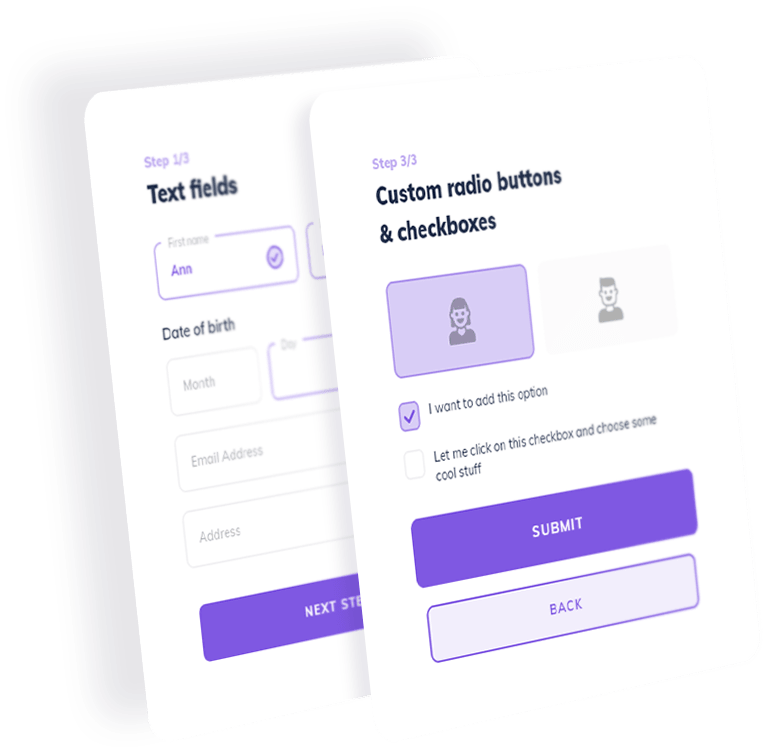 Step 1/3
Text fields
First name
Ann
Date of birth
Month
Day
Email Address
Address
NEXT STE
Step 3/3
Custom radio buttons
& checkboxes
I want to add this option
Let me click on this checkbox and choose some
cool stuff
SUBMIT
BACK